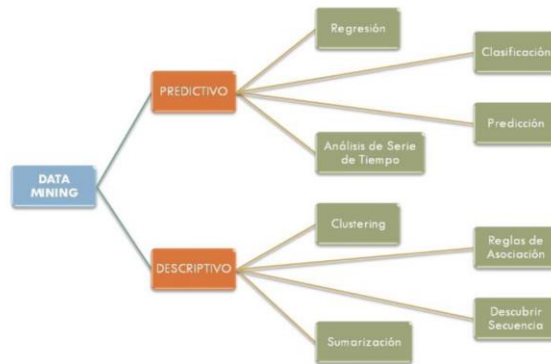 DATA
MINING
PREDICTIVO
Regresión
Clasificación
Predicción
Análisis de Serie
de Tiempo
DESCRIPTIVO
Clustering
Reglas de
Asociación
Descubrir
Secuencia
Sumarización